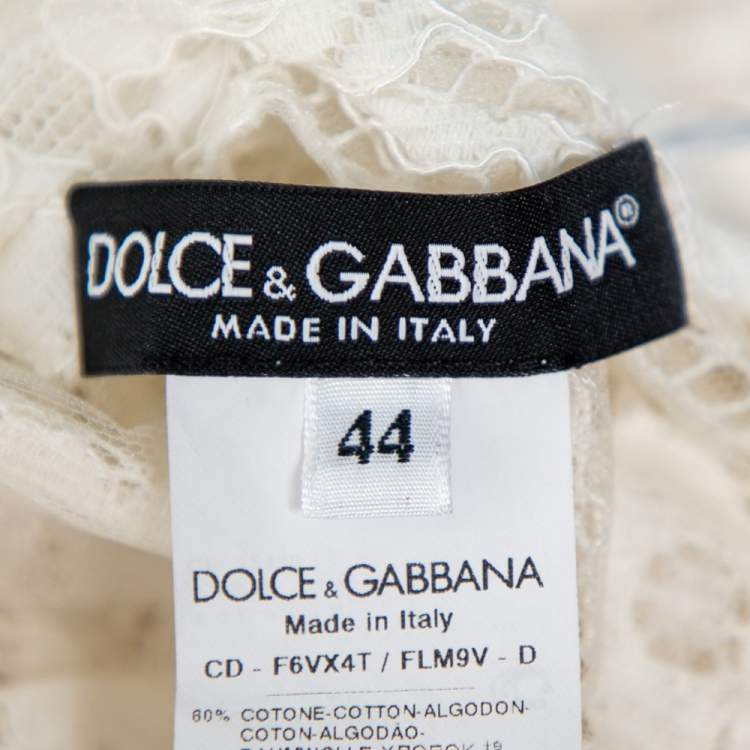 DOLCE & GABBANA®
MADE IN ITALY
44
DOLCE & GABBANA
Made in Italy
CD - F6VX4T / FLM9V - D
80% COTONE-COTTON-ALGODON-
COTON-ALGODÃO-